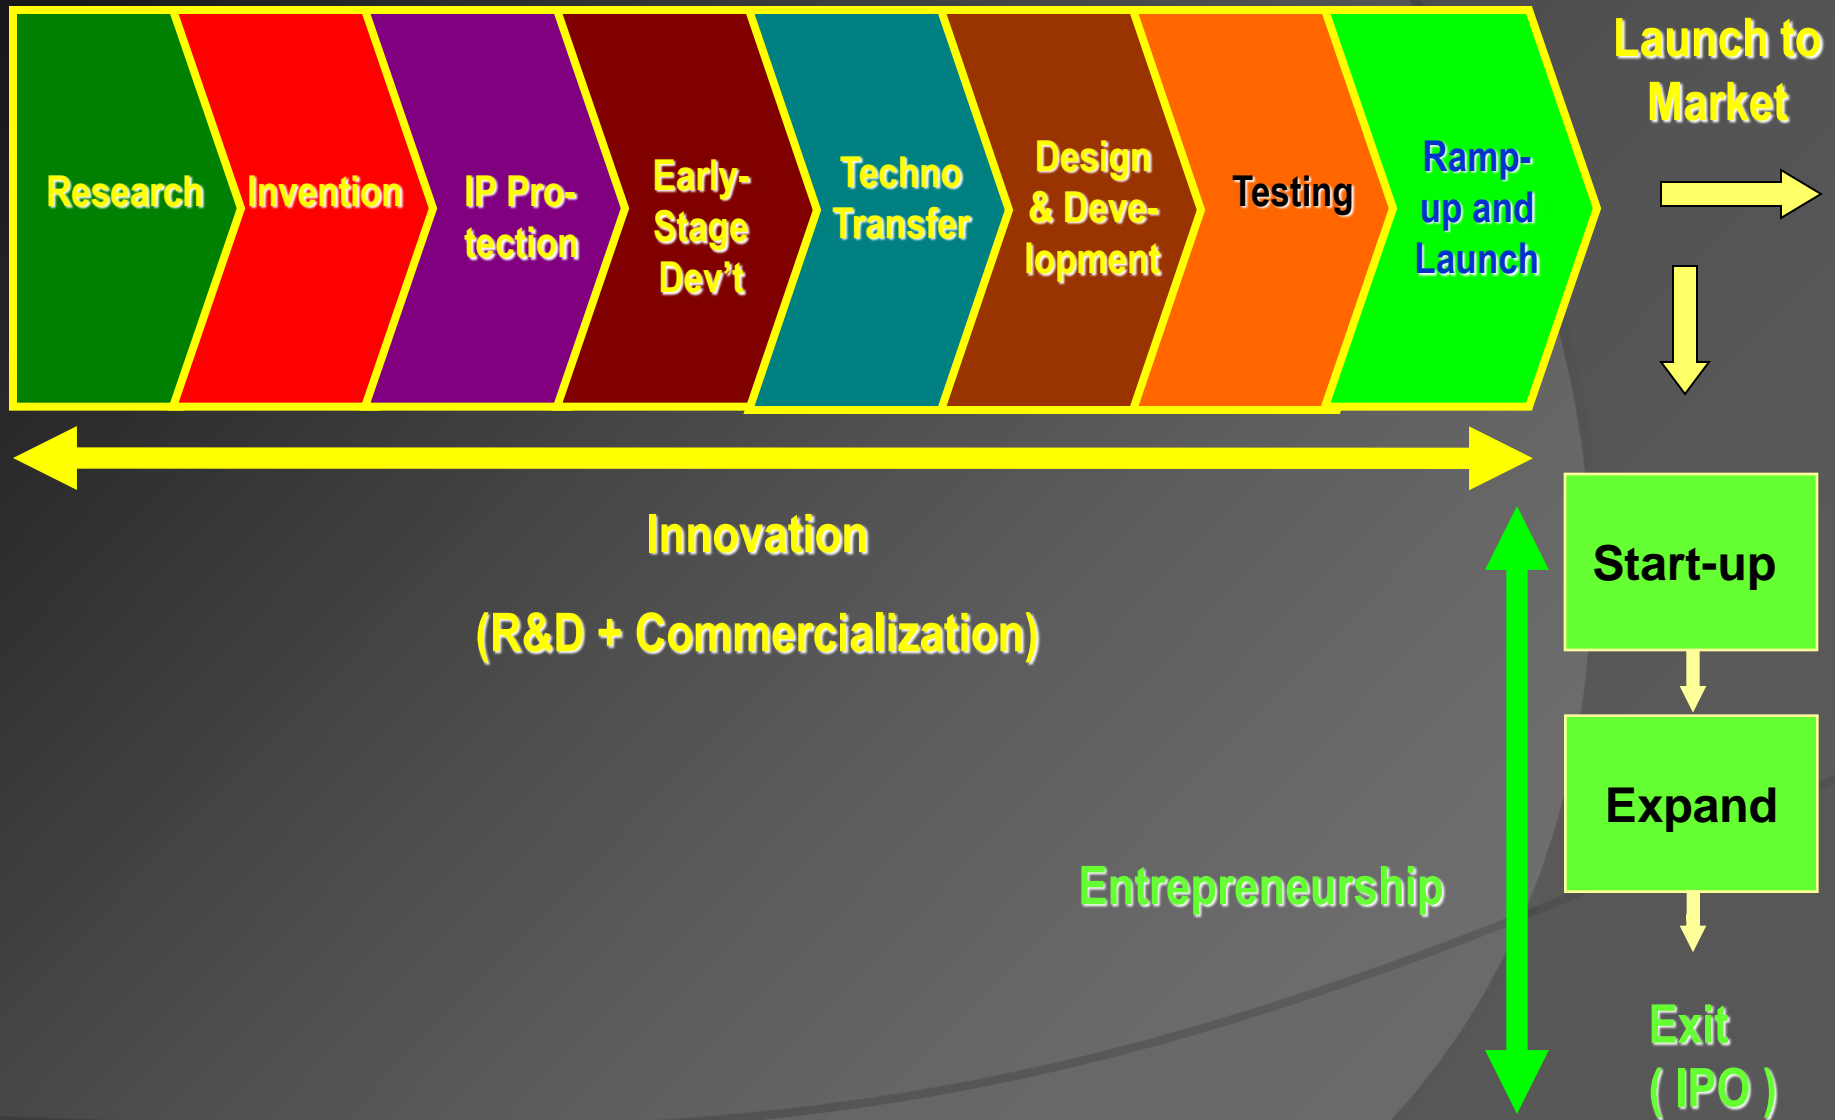 Research
Invention
IP Pro-
tection
Early-
Stage
Dev’t
Techno
Transfer
Design
& Deve-
lopment
Testing
Ramp-
up and
Launch
Launch to
Market
Innovation
(R&D + Commercialization)
Start-up
Expand
Entrepreneurship
Exit
( IPO )